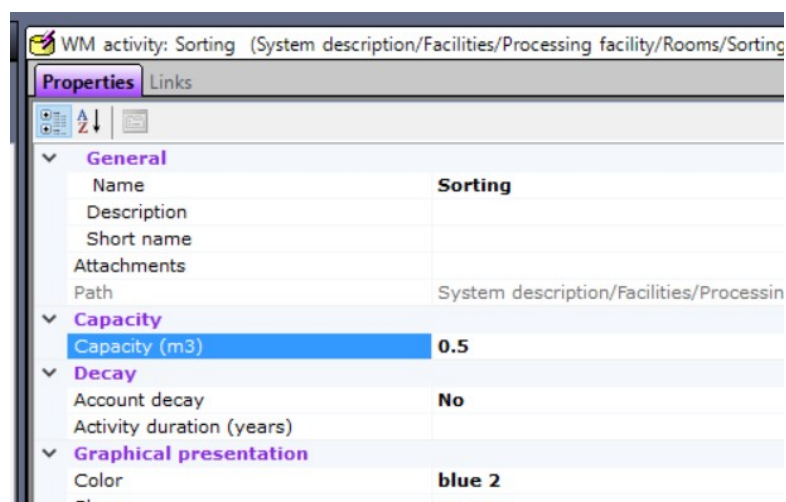 WM activity: Sorting (System description/Facilities/Processing facility/Rooms/Sorting
Properties Links
General
Name Sorting
Description
Short name
Attachments
Path System description/Facilities/Processin
Capacity
Capacity (m3) 0.5
Decay
Account decay No
Activity duration (years)
Graphical presentation
Color blue 2